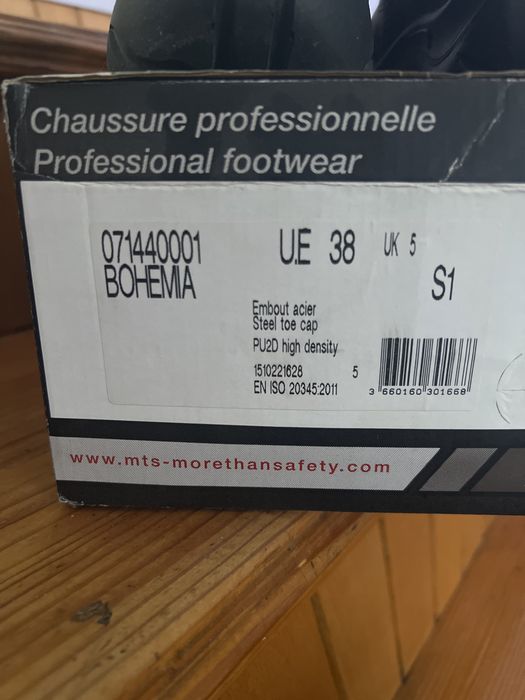 Chaussure professionnelle
Professional footwear
071440001
BOHEMIA
U.E 38 UK 5
S1
Embout acier
Steel toe cap
PU2D high density
1510221628 5
EN ISO 20345:2011
3 660160 301668
www.mts-morethansafety.com